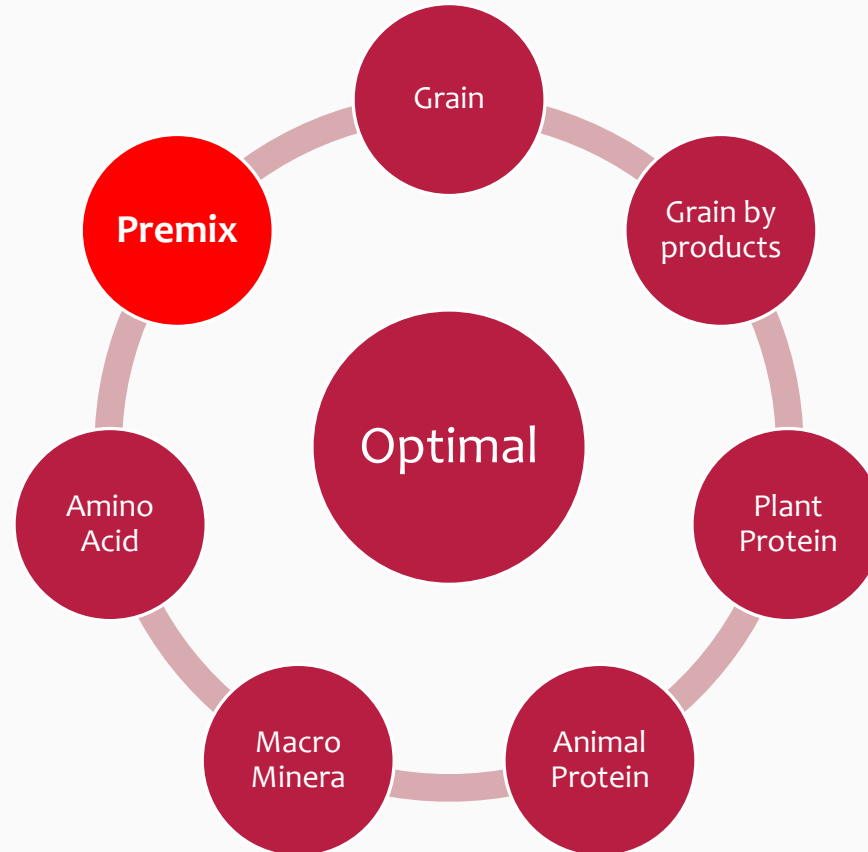 Grain
Grain by
products
Plant
Protein
Animal
Protein
Macro
Minera
Amino
Acid
Premix
Optimal